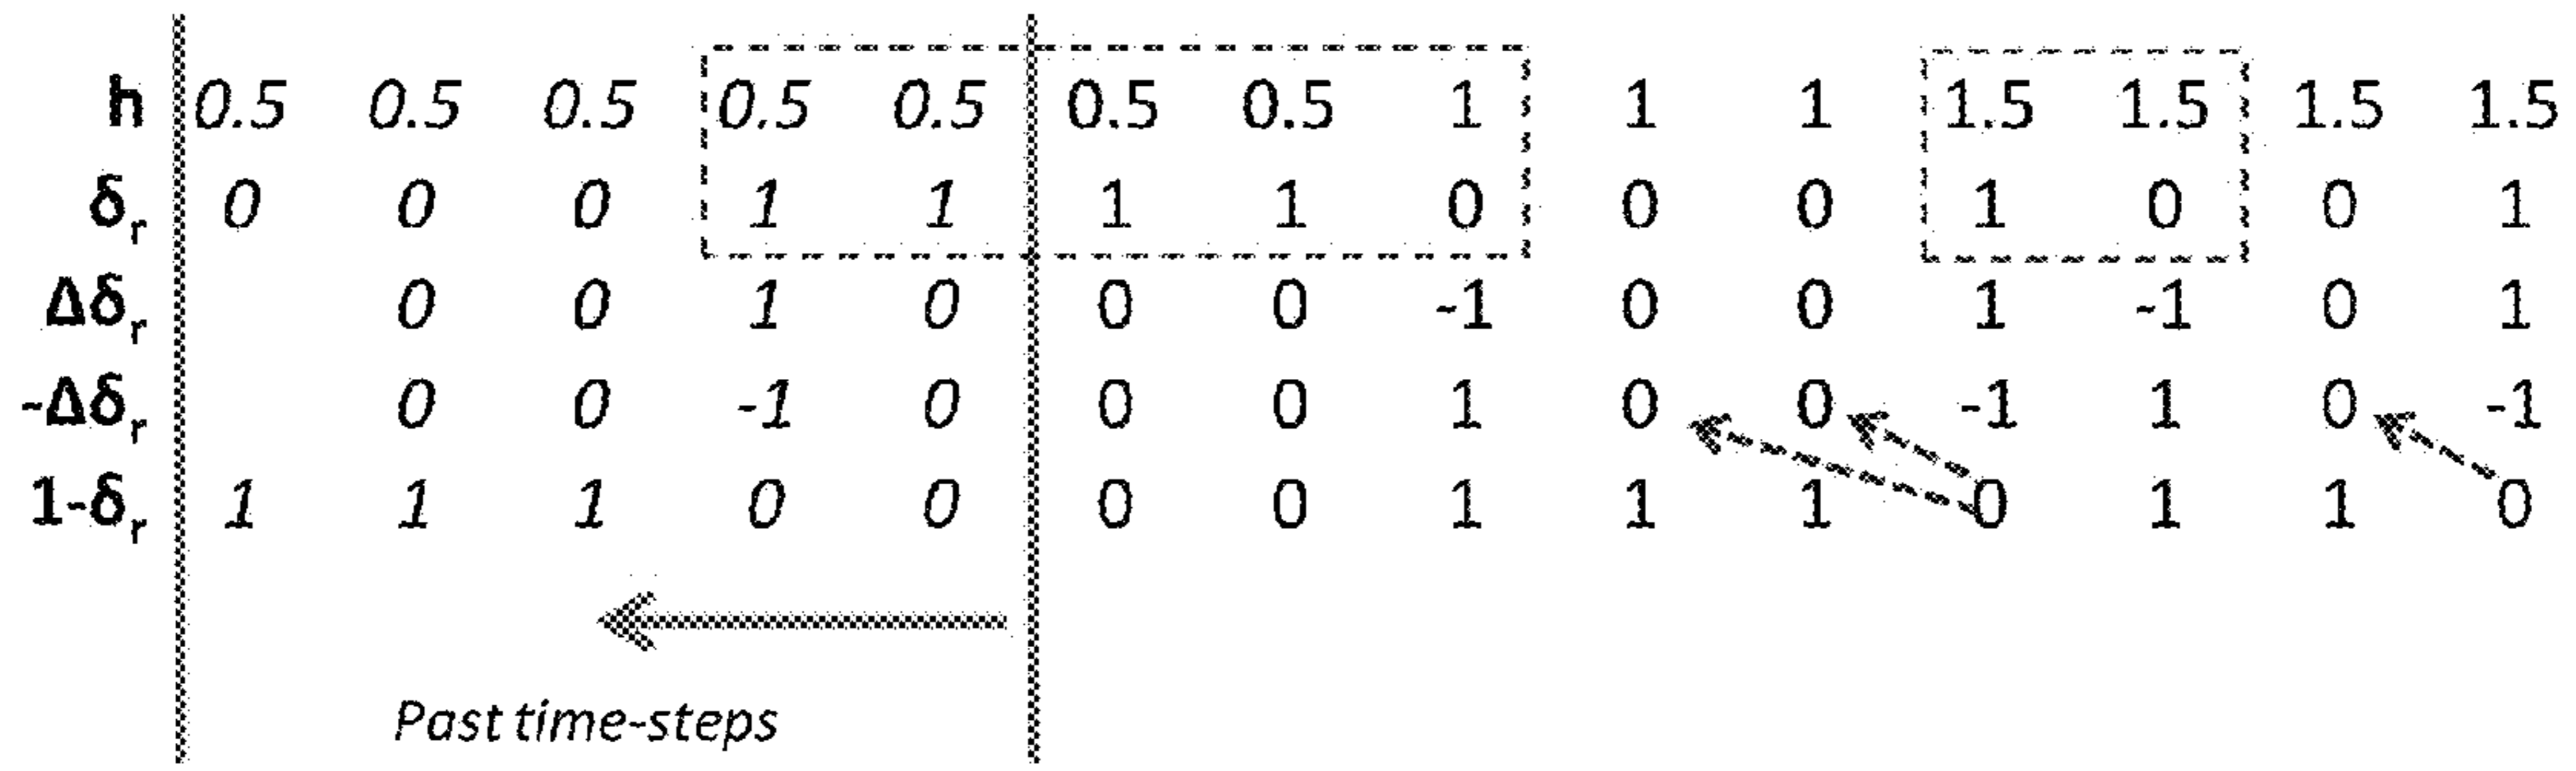 h 0.5 0.5 0.5 0.5 0.5 0.5 0.5 1 1 1 1.5 1.5 1.5 1.5
δr 0 0 0 1 1 1 1 0 0 0 1 0 0 1
Δδr 0 0 1 0 0 0 -1 0 0 1 -1 0 1
-Δδr 0 0 -1 0 0 0 1 0 0 -1 1 0 -1
1-δr 1 1 1 0 0 0 0 1 1 1 0 1 1 0
Past time-steps